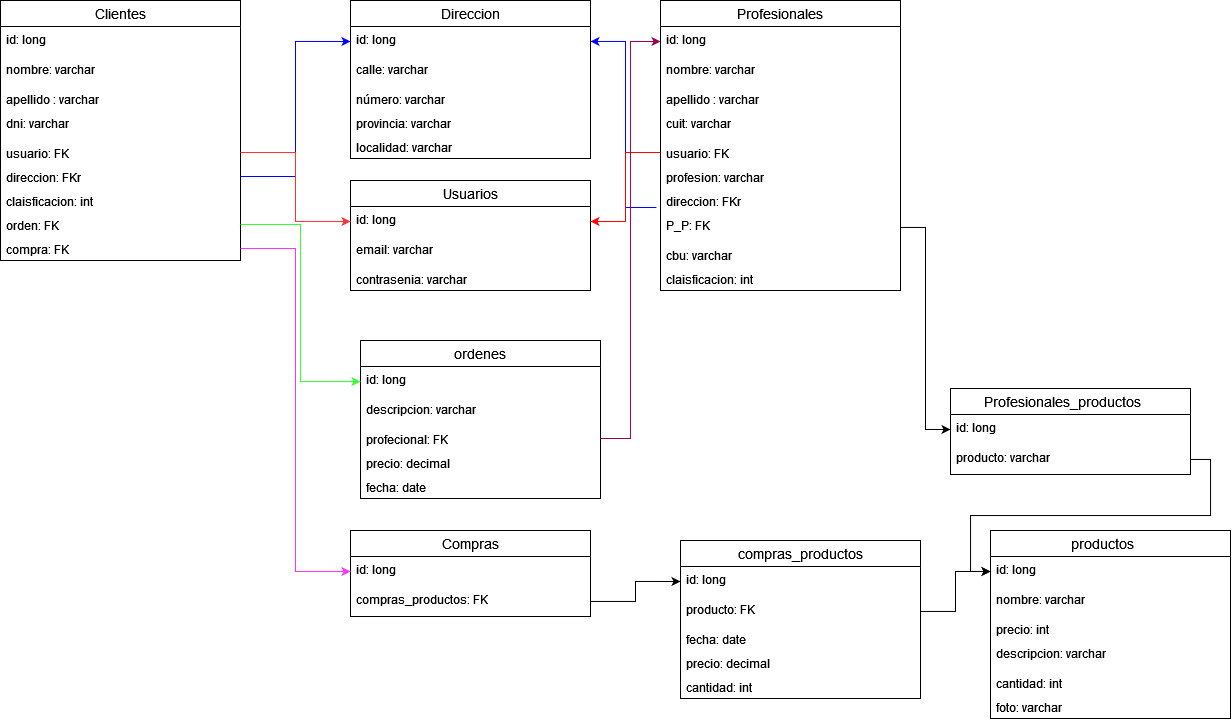 Clientes
id: long
nombre: varchar
apellido : varchar
dni: varchar
usuario: FK
direccion: FKr
claisficacion: int
orden: FK
compra: FK
Direccion
id: long
calle: varchar
número: varchar
provincia: varchar
localidad: varchar
Usuarios
id: long
email: varchar
contrasenia: varchar
Profesionales
id: long
nombre: varchar
apellido : varchar
cuit: varchar
usuario: FK
profesion: varchar
direccion: FKr
P_P: FK
cbu: varchar
claisficacion: int
ordenes
id: long
descripcion: varchar
profecional: FK
precio: decimal
fecha: date
Profesionales_productos
id: long
producto: varchar
Compras
id: long
compras_productos: FK
compras_productos
id: long
producto: FK
fecha: date
precio: decimal
cantidad: int
productos
id: long
nombre: varchar
precio: int
descripcion: varchar
cantidad: int
foto: varchar